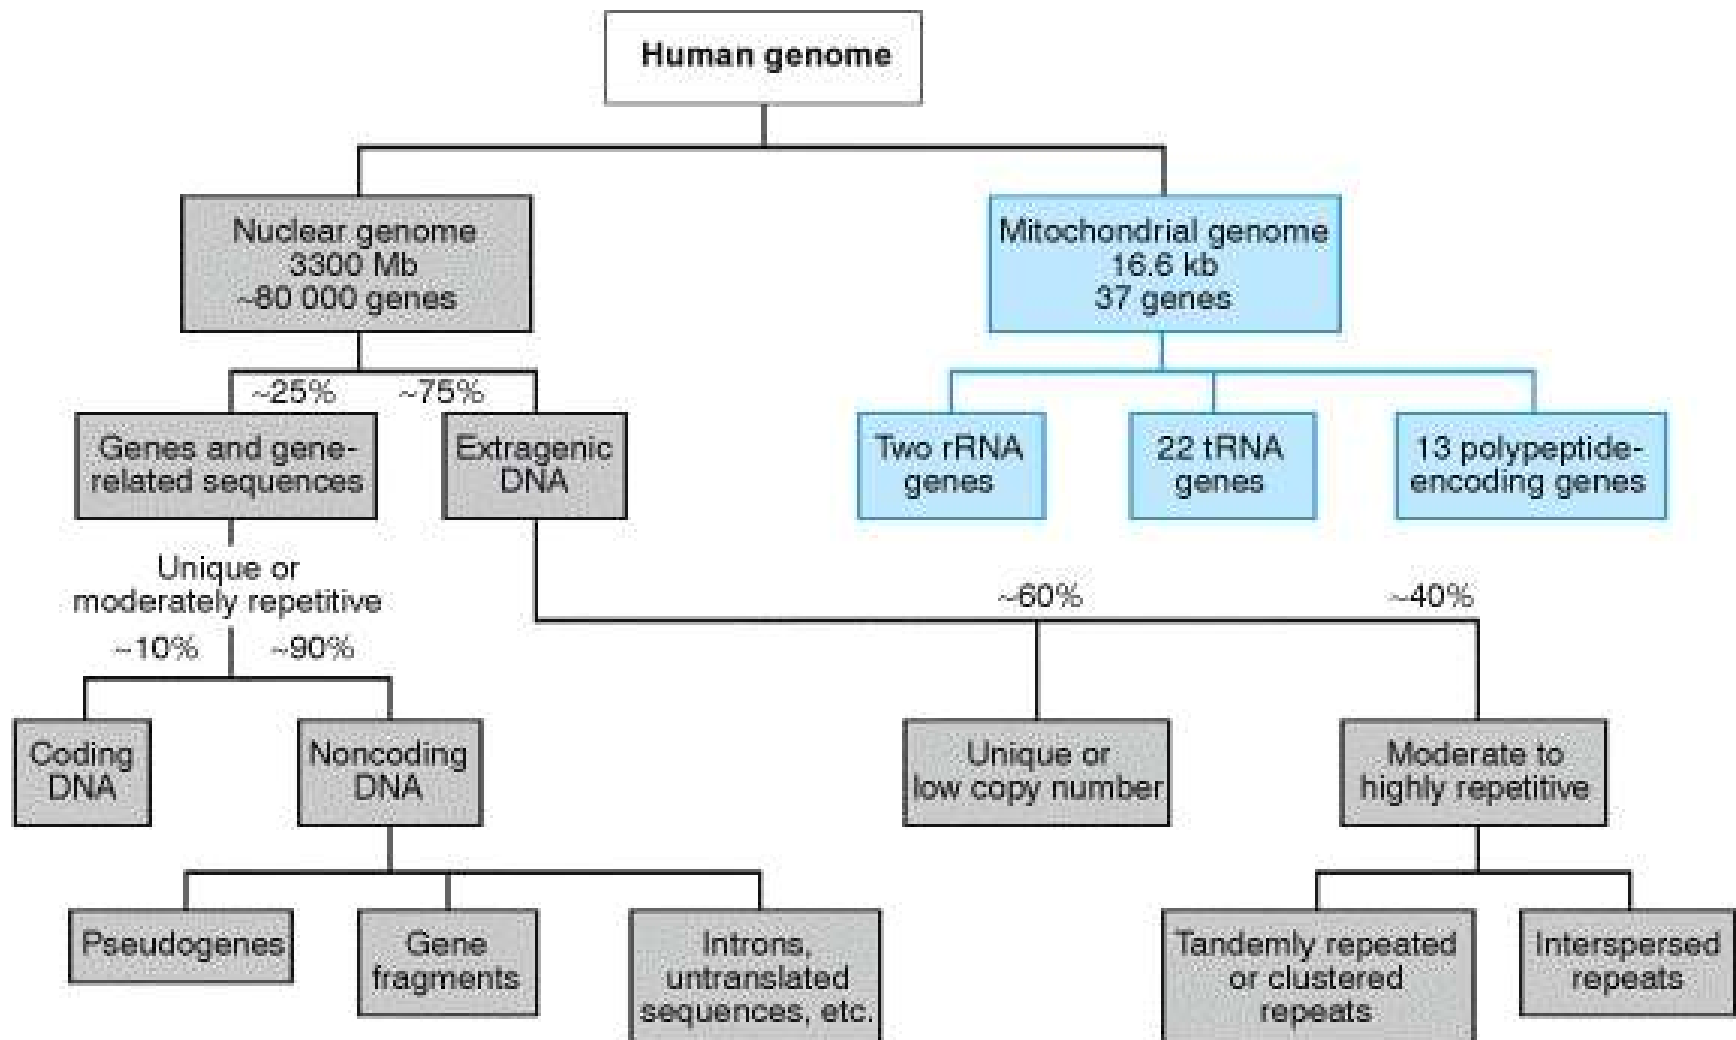 Human genome
Nuclear genome
3300 Mb
~80 000 genes
Mitochondrial genome
16.6 kb
37 genes
~25%
~75%
Genes and gene-
related sequences
Extragenic
DNA
Two rRNA
genes
22 tRNA
genes
13 polypeptide-
encoding genes
Unique or
moderately repetitive
~10%
~90%
~60%
~40%
Coding
DNA
Noncoding
DNA
Unique or
low copy number
Moderate to
highly repetitive
Pseudogenes
Gene
fragments
Introns,
untranslated
sequences, etc.
Tandemly repeated
or clustered
repeats
Interspersed
repeats